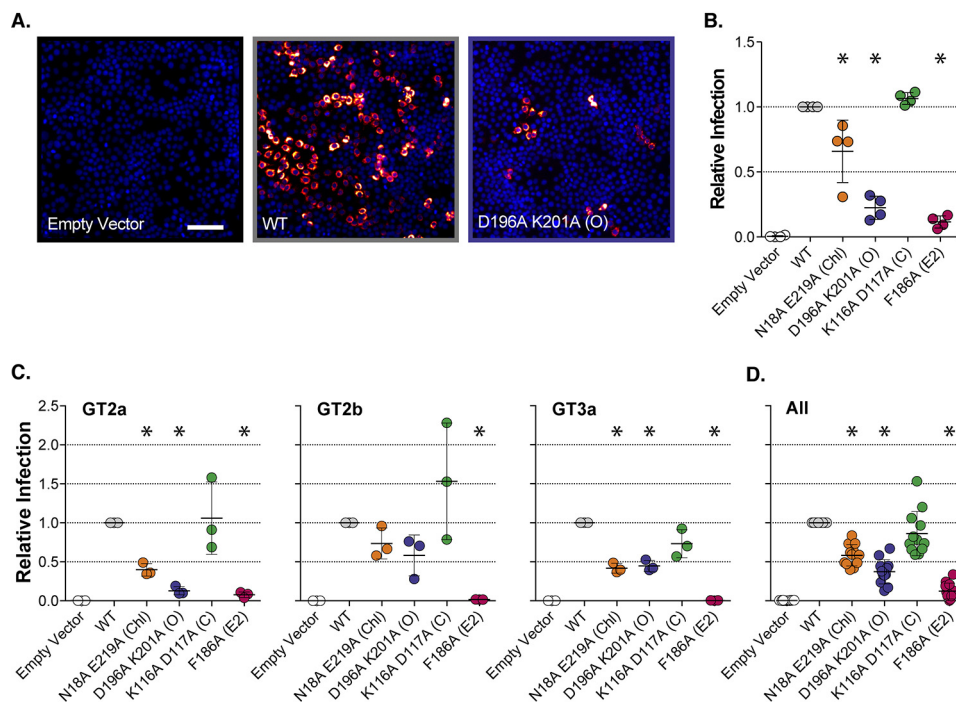 A.
Empty Vector
WT
D196A K201A (O)
B.
Relative Infection
1.5
1.0
0.5
0.0
* * *
Empty Vector
WT
N18A E219A (Chl)
D196A K201A (O)
K116A D117A (C)
F186A (E2)
C.
Relative Infection
GT2a
2.5
2.0
1.5
1.0
0.5
0.0
* * *
Empty Vector
WT
N18A E219A (Chl)
D196A K201A (O)
K116A D117A (C)
F186A (E2)
GT2b
*
Empty Vector
WT
N18A E219A (Chl)
D196A K201A (O)
K116A D117A (C)
F186A (E2)
GT3a
* * *
Empty Vector
WT
N18A E219A (Chl)
D196A K201A (O)
K116A D117A (C)
F186A (E2)
D.
All
* * *
Empty Vector
WT
N18A E219A (Chl)
D196A K201A (O)
K116A D117A (C)
F186A (E2)